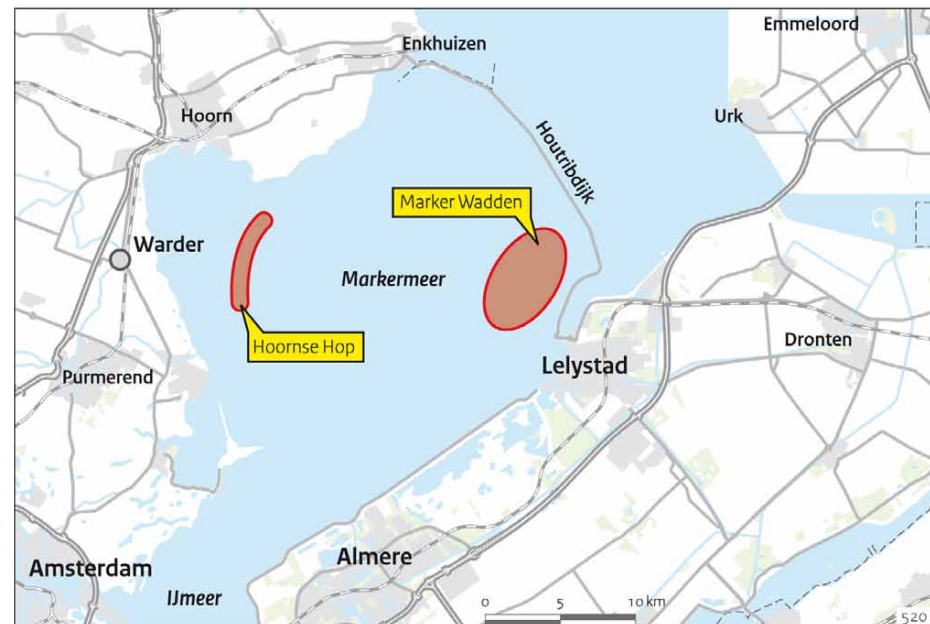 Emmeloord
Enkhuizen
Hoorn
Urk
Houtribdijk
Marker Wadden
Warder
Markermeer
Hoornse Hop
Dronten
Lelystad
Purmerend
Almere
Amsterdam
IJmeer
0 5 10 km
520